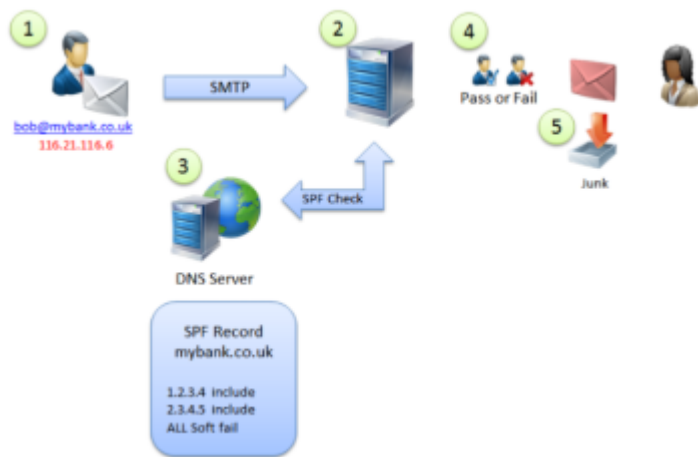 1
2
4
SMTP
Pass or Fail
bob@mybank.co.uk
116.21.116.6
5
3
SPF Check
Junk
DNS Server
SPF Record
mybank.co.uk
1.2.3.4 include
2.3.4.5 include
ALL Soft fail